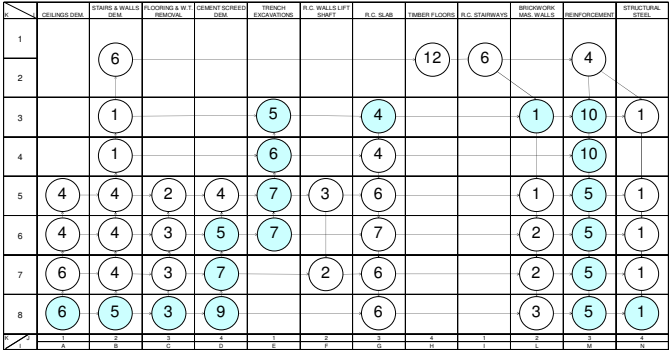 K
CEILINGS DEM.
STAIRS & WALLS DEM.
FLOORING & W.T. REMOVAL
CEMENT SCREED DEM.
TRENCH EXCAVATIONS
R.C. WALLS LIFT SHAFT
R.C. SLAB
TIMBER FLOORS
R.C. STAIRWAYS
BRICKWORK MAS. WALLS
REINFORCEMENT
STRUCTURAL STEEL
1
6 12 6 4
2
3 1 5 4 1 10 1
4 1 6 4 10
5 4 4 2 4 7 3 6 1 5 1
6 4 4 3 5 7 7 2 5 1
7 6 4 3 7 2 6 2 5 1
8 6 5 3 9 6 3 5 1
K J 1 2 3 4 1 2 3 4 1 2 3 4
I A B C D E F G H I L M N